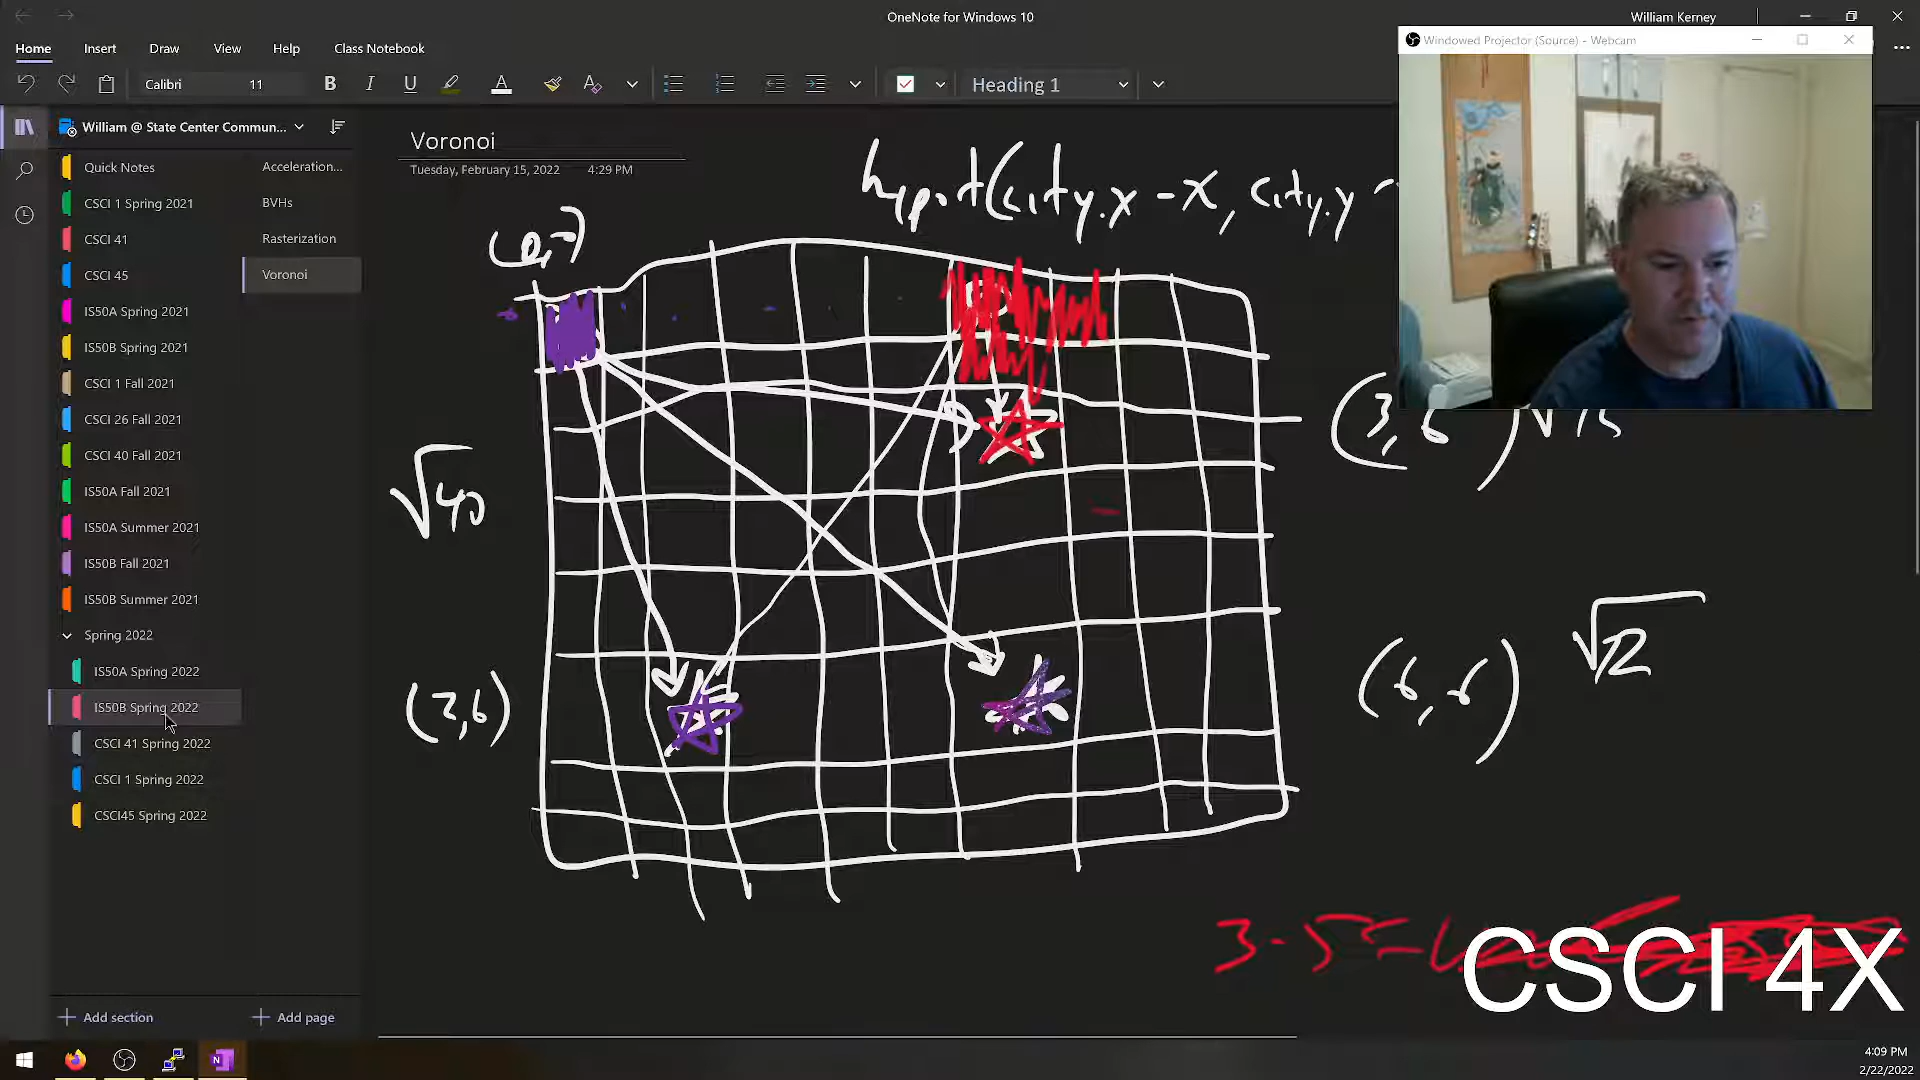 OneNote for Windows 10
William Kerney
Windowed Projector (Source) - Webcam
Home Insert Draw View Help Class Notebook
Calibri 11 B I U A A Heading 1
William @ State Center Commun...
Quick Notes
CSCI 1 Spring 2021
CSCI 41
CSCI 45
IS50A Spring 2021
IS50B Spring 2021
CSCI 1 Fall 2021
CSCI 26 Fall 2021
CSCI 40 Fall 2021
IS50A Fall 2021
IS50A Summer 2021
IS50B Fall 2021
IS50B Summer 2021
Spring 2022
IS50A Spring 2022
IS50B Spring 2022
CSCI 41 Spring 2022
CSCI 1 Spring 2022
CSCI45 Spring 2022
Add section
Acceleration...
BVHs
Rasterization
Voronoi
Add page
Voronoi
Tuesday, February 15, 2022 4:29 PM
(city.x - x, city.y -
√40
(3,6)
(6,6) √
CSCI 4X
4:09 PM
2/22/2022